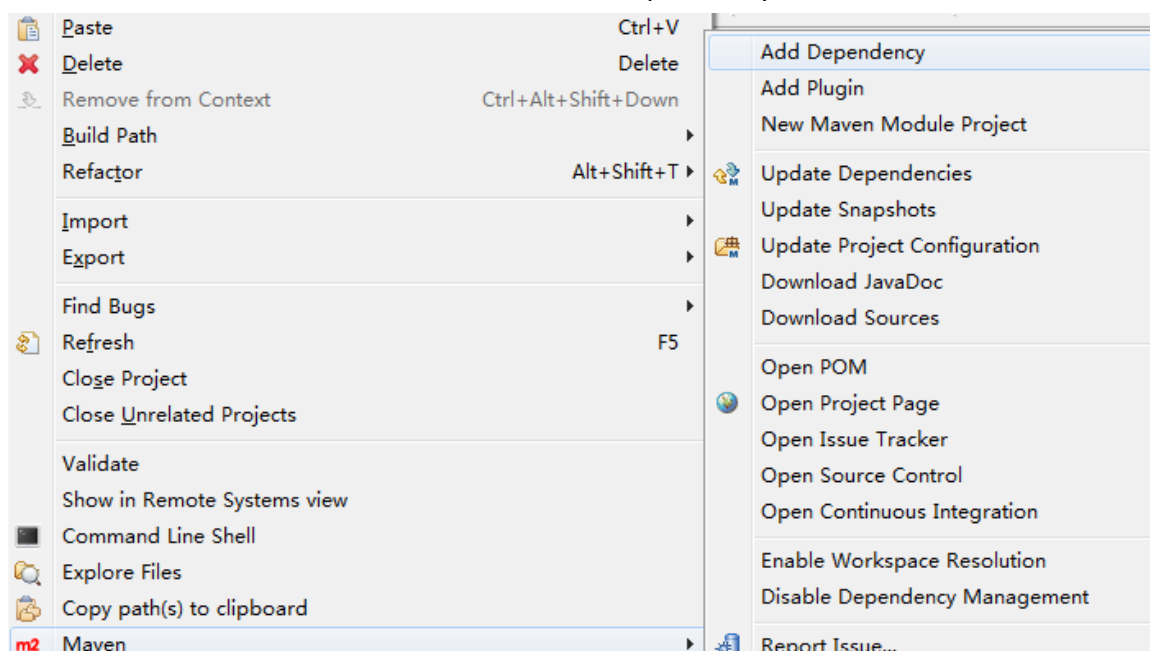 Paste Ctrl+V
Delete Delete
Remove from Context Ctrl+Alt+Shift+Down
Build Path
Refactor Alt+Shift+T
Import
Export
Find Bugs
Refresh F5
Close Project
Close Unrelated Projects
Validate
Show in Remote Systems view
Command Line Shell
Explore Files
Copy path(s) to clipboard
m2 Maven
Add Dependency
Add Plugin
New Maven Module Project
Update Dependencies
Update Snapshots
Update Project Configuration
Download JavaDoc
Download Sources
Open POM
Open Project Page
Open Issue Tracker
Open Source Control
Open Continuous Integration
Enable Workspace Resolution
Disable Dependency Management
Report Issue...